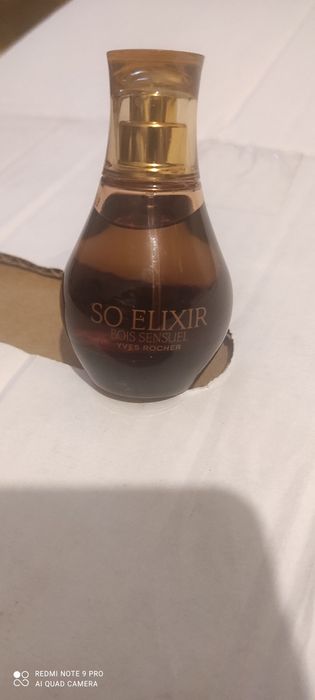 SO ELIXIR
BOIS SENSUEL
YVES ROCHER
REDMI NOTE 9 PRO
AI QUAD CAMERA